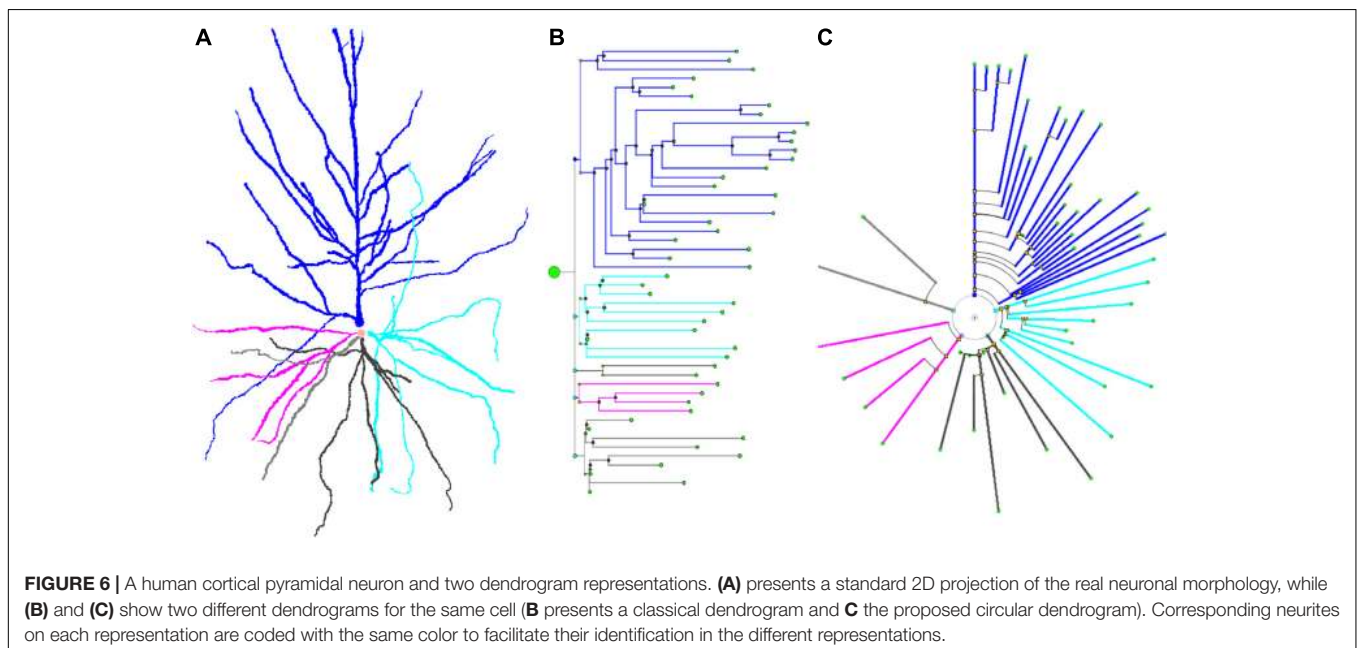 A B C
FIGURE 6 | A human cortical pyramidal neuron and two dendrogram representations. (A) presents a standard 2D projection of the real neuronal morphology, while
(B) and (C) show two different dendrograms for the same cell (B presents a classical dendrogram and C the proposed circular dendrogram). Corresponding neurites
on each representation are coded with the same color to facilitate their identification in the different representations.